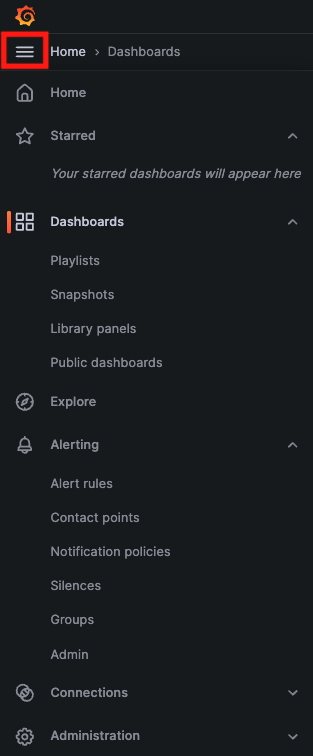 Home › Dashboards
Home
Starred
Your starred dashboards will appear here
Dashboards
Playlists
Snapshots
Library panels
Public dashboards
Explore
Alerting
Alert rules
Contact points
Notification policies
Silences
Groups
Admin
Connections
Administration